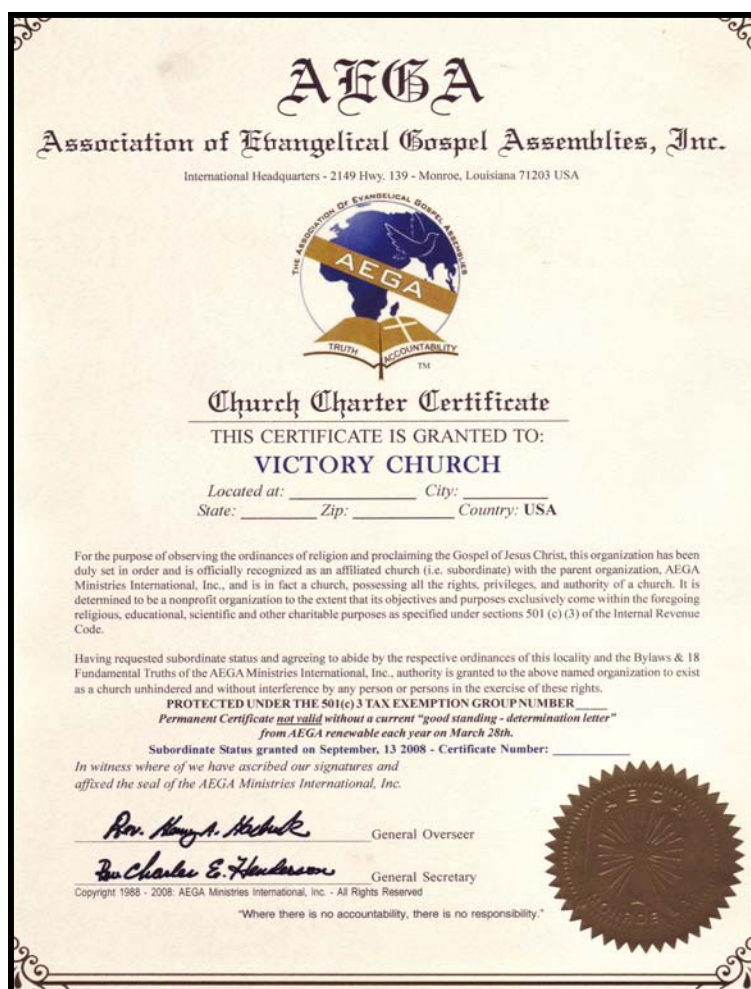 AEGA
Association of Evangelical Gospel Assemblies, Inc.
International Headquarters - 2149 Hwy. 139 - Monroe, Louisiana 71203 USA
THE ASSOCIATION OF EVANGELICAL GOSPEL ASSEMBLIES
AEGA
TRUTH ACCOUNTABILITY
TM
Church Charter Certificate
THIS CERTIFICATE IS GRANTED TO:
VICTORY CHURCH
Located at: City:
State: Zip: Country: USA
For the purpose of observing the ordinances of religion and proclaiming the Gospel of Jesus Christ, this organization has been
duly set in order and is officially recognized as an affiliated church (i.e. subordinate) with the parent organization, AEGA
Ministries International, Inc., and is in fact a church, possessing all the rights, privileges, and authority of a church. It is
determined to be a nonprofit organization to the extent that its objectives and purposes exclusively come within the foregoing
religious, educational, scientific and other charitable purposes as specified under sections 501 (c) (3) of the Internal Revenue
Code.
Having requested subordinate status and agreeing to abide by the respective ordinances of this locality and the Bylaws & 18
Fundamental Truths of the AEGA Ministries International, Inc., authority is granted to the above named organization to exist
as a church unhindered and without interference by any person or persons in the exercise of these rights.
PROTECTED UNDER THE 501(c) 3 TAX EXEMPTION GROUP NUMBER
Permanent Certificate not valid without a current "good standing - determination letter"
from AEGA renewable each year on March 28th.
Subordinate Status granted on September, 13 2008 - Certificate Number:
In witness where of we have ascribed our signatures and
affixed the seal of the AEGA Ministries International, Inc.
Rev. A. General Overseer
Rev Charles E. Henderson General Secretary
Copyright 1988 - 2008: AEGA Ministries International, Inc. - All Rights Reserved
"Where there is no accountability, there is no responsibility."
AEGA
MONROE LA